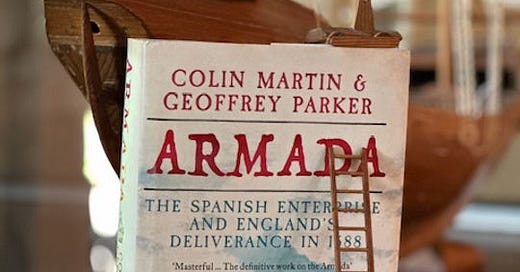 COLIN MARTIN &
GEOFFREY PARKER
ARMADA
THE SPANISH ENTERPRISE
AND ENGLAND'S
DELIVERANCE IN 1588
'Masterful ... The definitive work on the Armada'
ARMADA